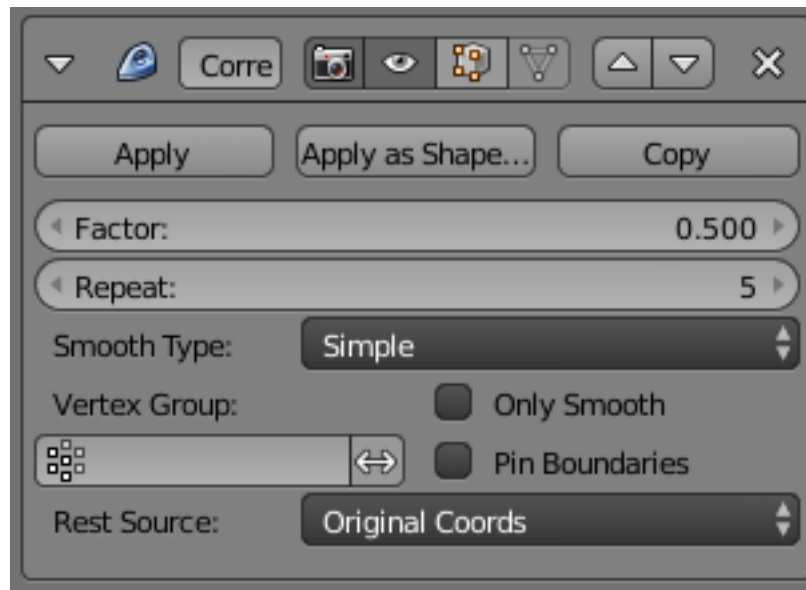 Corre
Apply Apply as Shape... Copy
Factor: 0.500
Repeat: 5
Smooth Type: Simple
Vertex Group: Only Smooth
Pin Boundaries
Rest Source: Original Coords